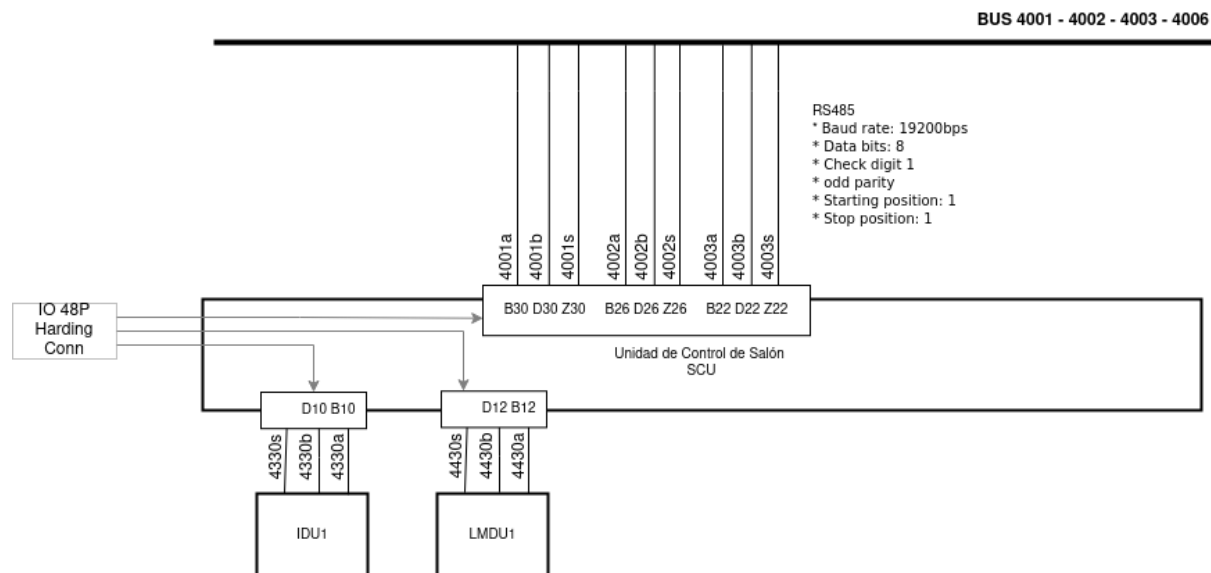 BUS 4001 - 4002 - 4003 - 4006
RS485
* Baud rate: 19200bps
* Data bits: 8
* Check digit 1
* odd parity
* Starting position: 1
* Stop position: 1
4001a
4001b
4001s
4002a
4002b
4002s
4003a
4003b
4003s
IO 48P
Harding
Conn
B30 D30 Z30 B26 D26 Z26 B22 D22 Z22
Unidad de Control de Salón
SCU
D10 B10
D12 B12
4330s
4330b
4330a
4430s
4430b
4430a
IDU1
LMDU1